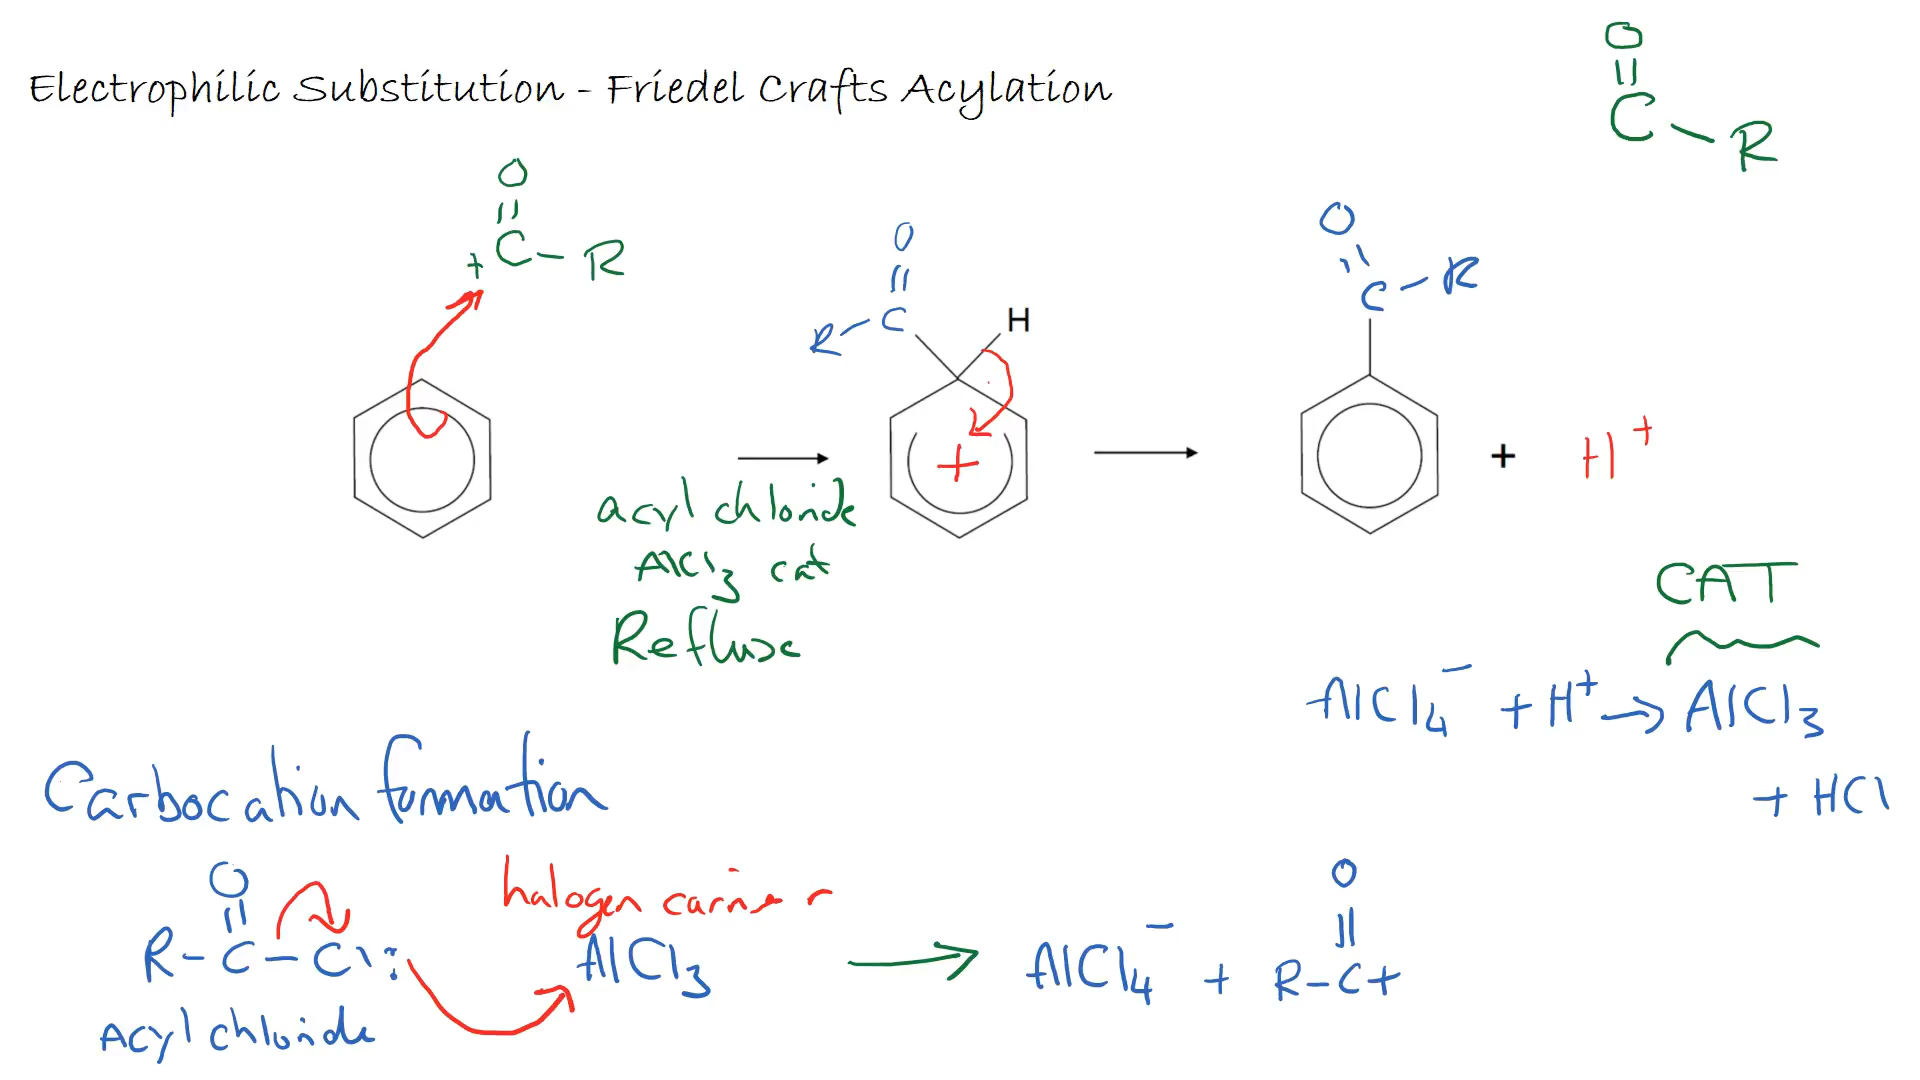 Electrophilic Substitution - Friedel Crafts Acylation
O
||
C - R
O
||
+ C - R
O
||
R - C
H
+
O
||
C - R
+ H⁺
acyl chloride
AlCl₃ cat
Reflux
CAT
AlCl₄⁻ + H⁺ → AlCl₃
+ HCl
Carbocation formation
halogen carrier
O
||
R - C - Cl: AlCl₃ → AlCl₄⁻ + R - C+
O
||
Acyl chloride